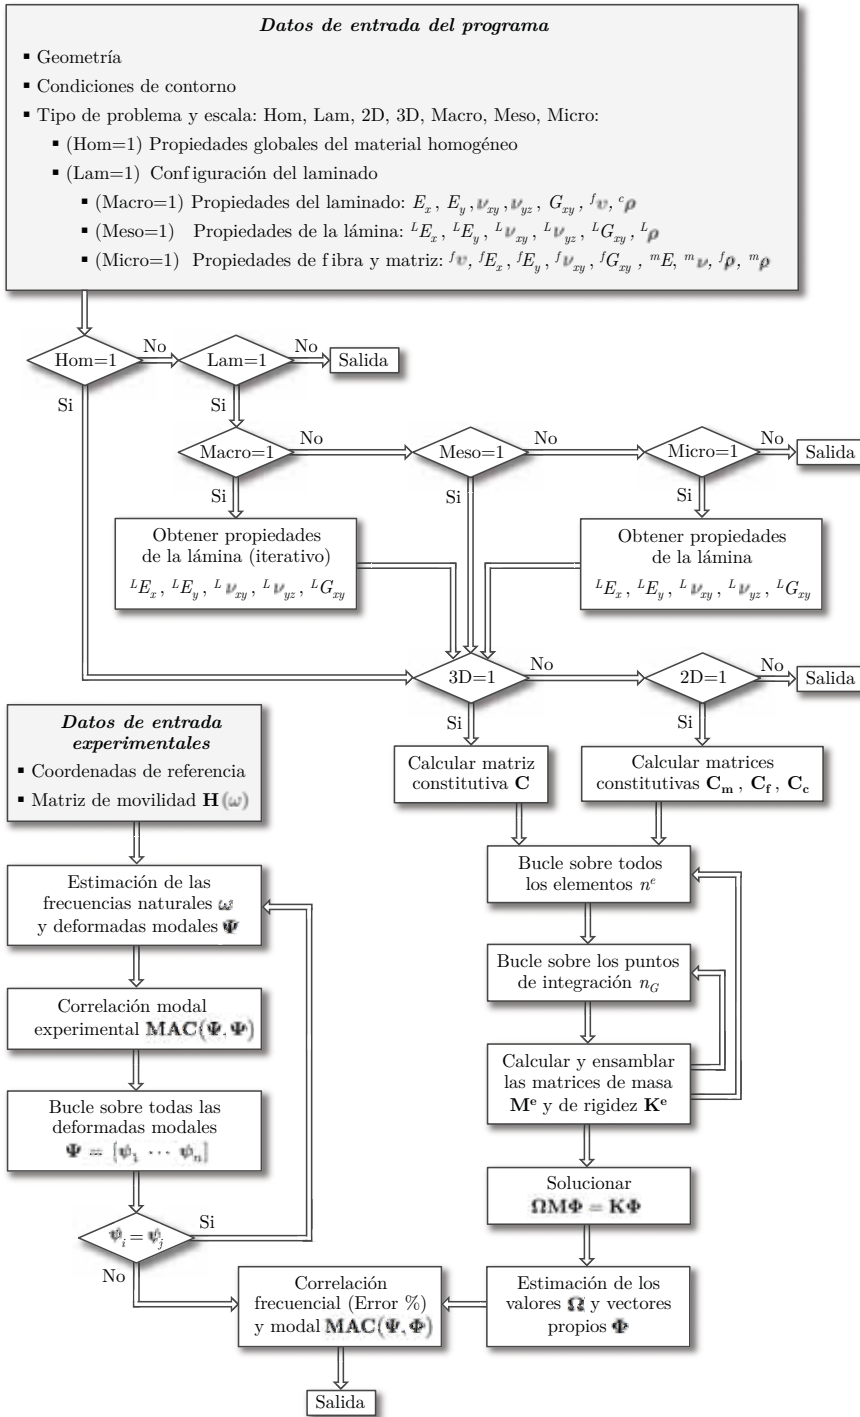 Datos de entrada del programa
▪ Geometría
▪ Condiciones de contorno
▪ Tipo de problema y escala: Hom, Lam, 2D, 3D, Macro, Meso, Micro:
▪ (Hom=1) Propiedades globales del material homogéneo
▪ (Lam=1) Configuración del laminado
▪ (Macro=1) Propiedades del laminado: E_x, E_y, ν_xy, ν_yz, G_xy, ^fυ, ^cρ
▪ (Meso=1) Propiedades de la lámina: ^LE_x, ^LE_y, ^Lν_xy, ^Lν_yz, ^LG_xy, ^Lρ
▪ (Micro=1) Propiedades de fibra y matriz: ^fυ, ^fE_x, ^fE_y, ^fν_xy, ^fG_xy, ^mE, ^mν, ^fρ, ^mρ
Hom=1
No
Lam=1
No
Salida
Si
Si
Macro=1
No
Meso=1
No
Micro=1
No
Salida
Si
Si
Si
Obtener propiedades
de la lámina (iterativo)
^LE_x, ^LE_y, ^Lν_xy, ^Lν_yz, ^LG_xy
Obtener propiedades
de la lámina
^LE_x, ^LE_y, ^Lν_xy, ^Lν_yz, ^LG_xy
3D=1
No
2D=1
No
Salida
Si
Si
Calcular matriz
constitutiva C
Calcular matrices
constitutivas C_m, C_f, C_c
Datos de entrada
experimentales
▪ Coordenadas de referencia
▪ Matriz de movilidad H(ω)
Estimación de las
frecuencias naturales ω
y deformadas modales Ψ
Correlación modal
experimental MAC(Ψ, Ψ)
Bucle sobre todas las
deformadas modales
Ψ = [ψ_1 ⋯ ψ_n]
ψ_i = ψ_j
Si
No
Bucle sobre todos
los elementos n^e
Bucle sobre los puntos
de integración n_G
Calcular y ensamblar
las matrices de masa
M^e y de rigidez K^e
Solucionar
ΩMΦ = KΦ
Estimación de los
valores Ω y vectores
propios Φ
Correlación
frecuencial (Error %)
y modal MAC(Ψ, Φ)
Salida